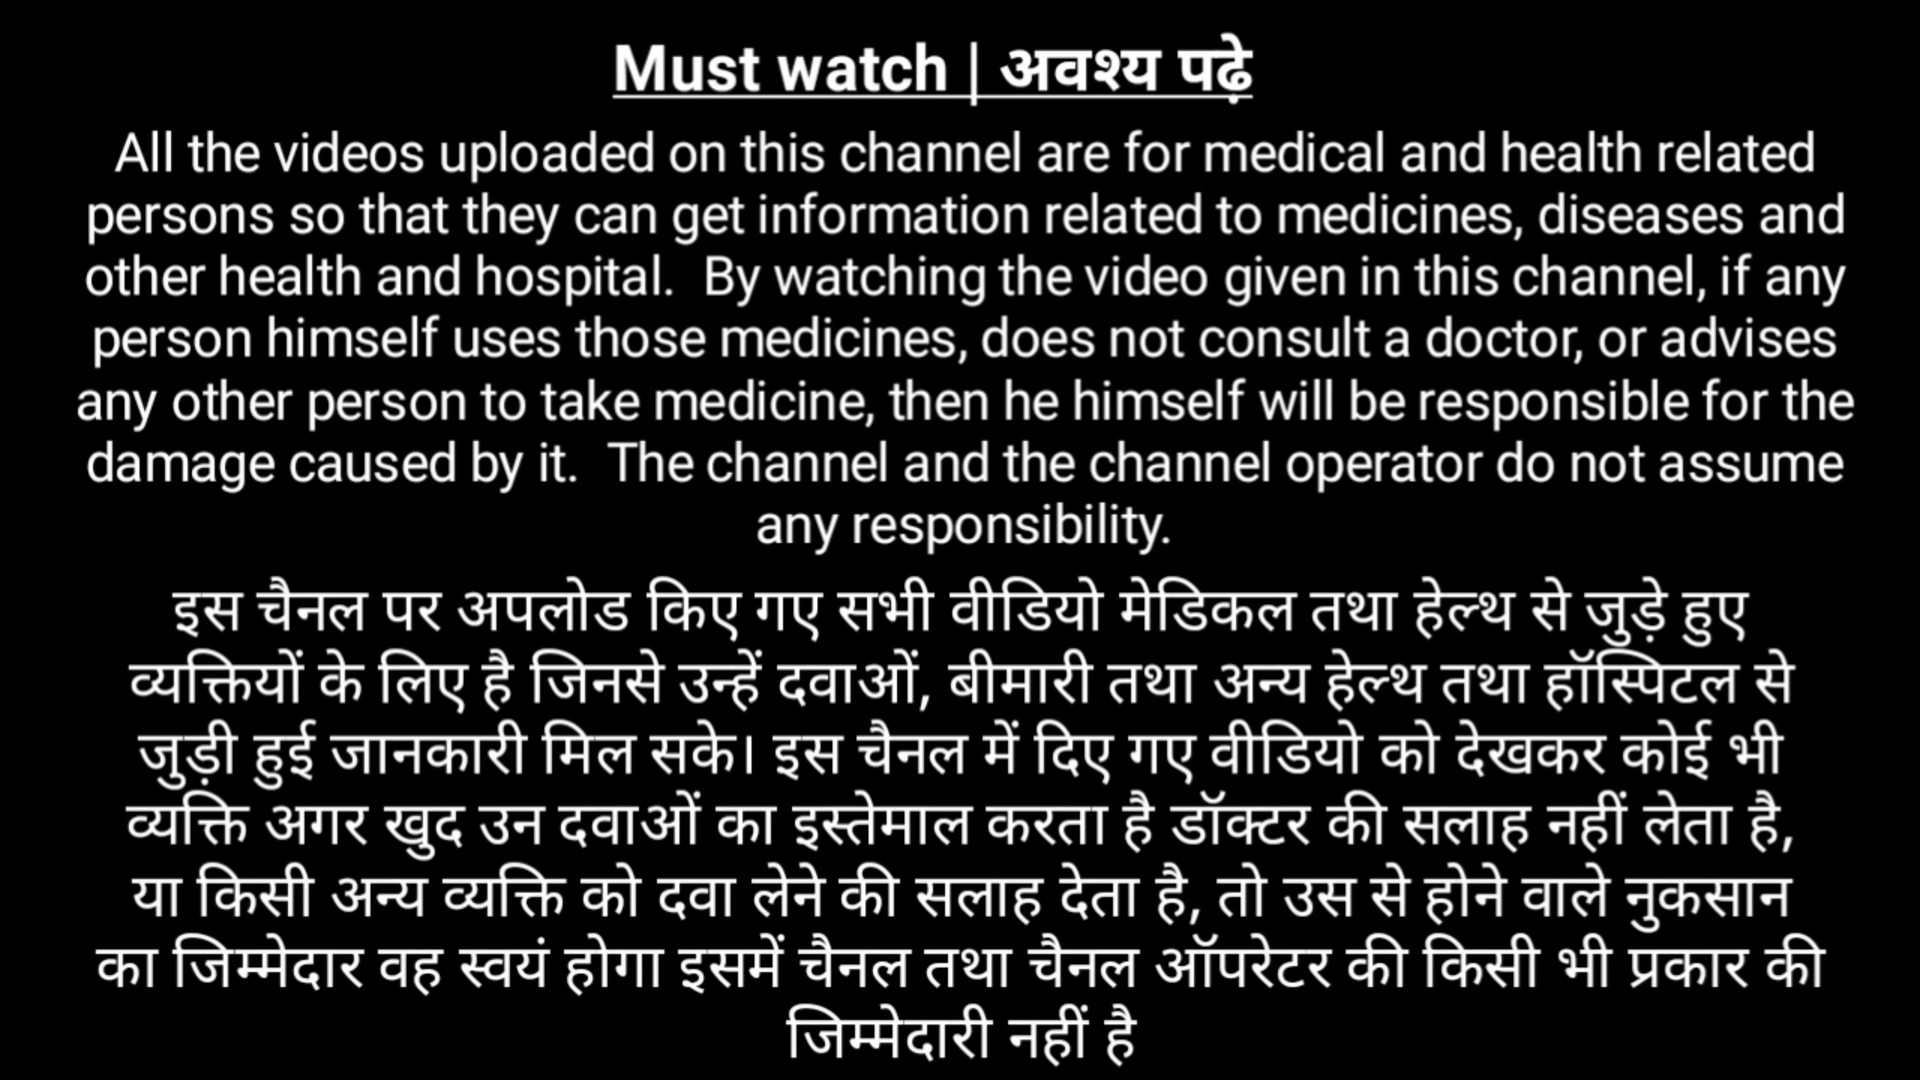 Must watch | अवश्य पढ़े
All the videos uploaded on this channel are for medical and health related
persons so that they can get information related to medicines, diseases and
other health and hospital.  By watching the video given in this channel, if any
person himself uses those medicines, does not consult a doctor, or advises
any other person to take medicine, then he himself will be responsible for the
damage caused by it.  The channel and the channel operator do not assume
any responsibility.
इस चैनल पर अपलोड किए गए सभी वीडियो मेडिकल तथा हेल्थ से जुड़े हुए
व्यक्तियों के लिए है जिनसे उन्हें दवाओं, बीमारी तथा अन्य हेल्थ तथा हॉस्पिटल से
जुड़ी हुई जानकारी मिल सके। इस चैनल में दिए गए वीडियो को देखकर कोई भी
व्यक्ति अगर खुद उन दवाओं का इस्तेमाल करता है डॉक्टर की सलाह नहीं लेता है,
या किसी अन्य व्यक्ति को दवा लेने की सलाह देता है, तो उस से होने वाले नुकसान
का जिम्मेदार वह स्वयं होगा इसमें चैनल तथा चैनल ऑपरेटर की किसी भी प्रकार की
जिम्मेदारी नहीं है